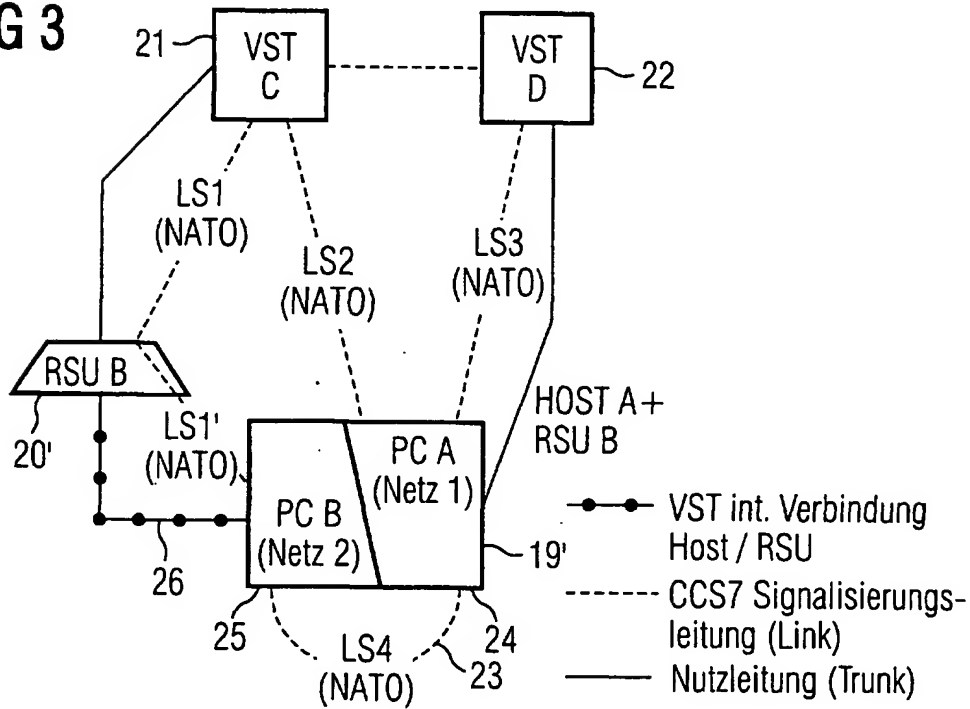 G 3
21
VST
C
VST
D
22
LS1
(NATO)
LS2
(NATO)
LS3
(NATO)
RSU B
20'
LS1'
(NATO)
HOST A+
RSU B
PC A
(Netz 1)
PC B
(Netz 2)
19'
26
25
24
LS4
(NATO)
23
VST int. Verbindung
Host / RSU
CCS7 Signalisierungs-
leitung (Link)
Nutzleitung (Trunk)